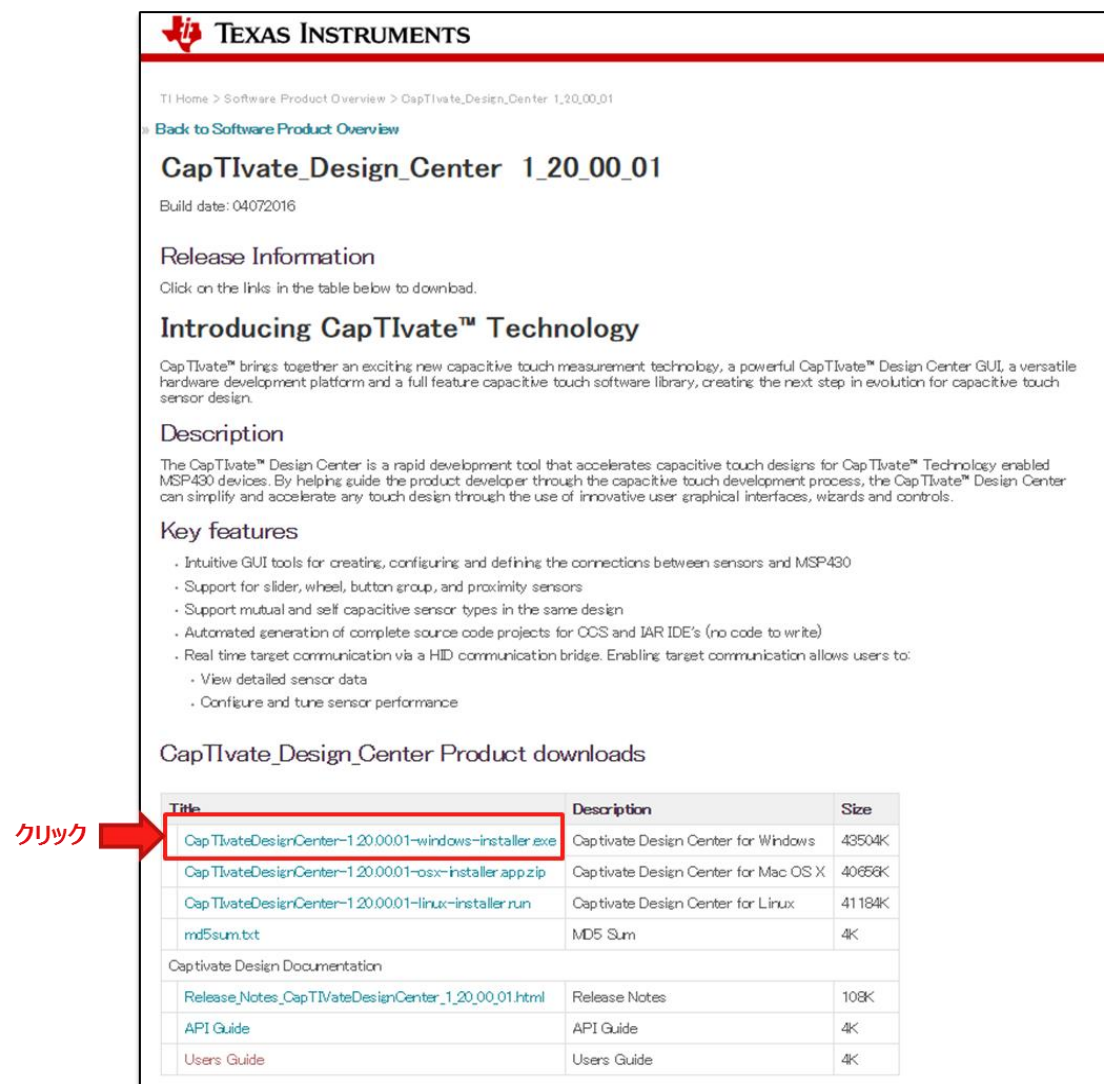 TEXAS INSTRUMENTS
TI Home > Software Product Overview > CapTIvate_Design_Center 1_20_00_01
» Back to Software Product Overview
CapTIvate_Design_Center 1_20_00_01
Build date: 04072016
Release Information
Click on the links in the table below to download.
Introducing CapTIvate™ Technology
CapTIvate™ brings together an exciting new capacitive touch measurement technology, a powerful CapTIvate™ Design Center GUI, a versatile
hardware development platform and a full feature capacitive touch software library, creating the next step in evolution for capacitive touch
sensor design.
Description
The CapTIvate™ Design Center is a rapid development tool that accelerates capacitive touch designs for CapTIvate™ Technology enabled
MSP430 devices. By helping guide the product developer through the capacitive touch development process, the CapTIvate™ Design Center
can simplify and accelerate any touch design through the use of innovative user graphical interfaces, wizards and controls.
Key features
・Intuitive GUI tools for creating, configuring and defining the connections between sensors and MSP430
・Support for slider, wheel, button group, and proximity sensors
・Support mutual and self capacitive sensor types in the same design
・Automated generation of complete source code projects for CCS and IAR IDE's (no code to write)
・Real time target communication via a HID communication bridge. Enabling target communication allows users to:
・View detailed sensor data
・Configure and tune sensor performance
CapTIvate_Design_Center Product downloads
Title Description Size
クリック CapTIvateDesignCenter-1.20.00.01-windows-installer.exe Captivate Design Center for Windows 43504K
CapTIvateDesignCenter-1.20.00.01-osx-installer.app.zip Captivate Design Center for Mac OS X 40656K
CapTIvateDesignCenter-1.20.00.01-linux-installer.run Captivate Design Center for Linux 41184K
md5sum.txt MD5 Sum 4K
Captivate Design Documentation
Release_Notes_CapTIVateDesignCenter_1_20_00_01.html Release Notes 108K
API Guide API Guide 4K
Users Guide Users Guide 4K